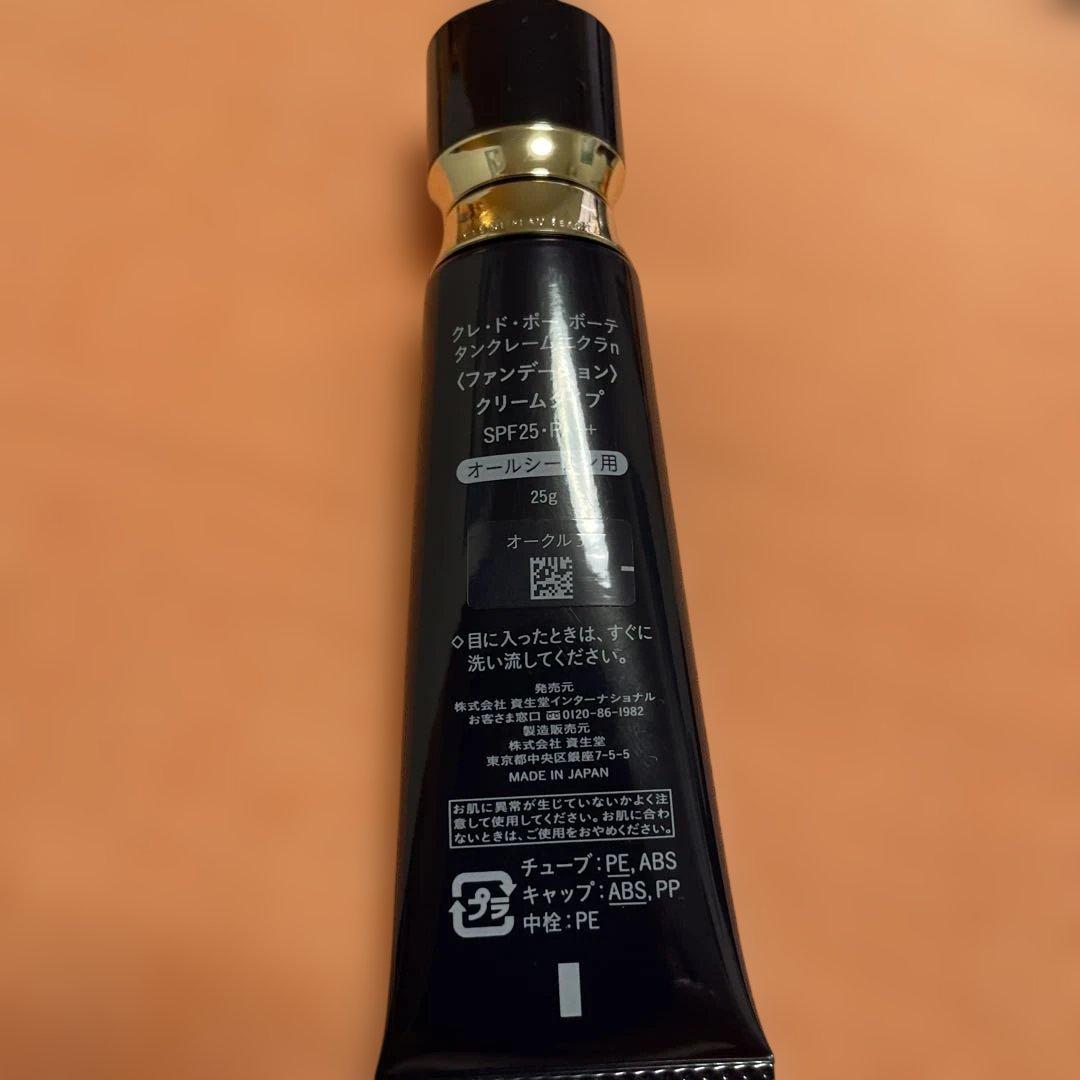 クレ・ド・ポー ボーテ
タンクレームエクラn
〈ファンデーション〉
クリームタイプ
SPF25・PA++
オールシーズン用
25g
オークル
◇目に入ったときは、すぐに
洗い流してください。
発売元
株式会社 資生堂インターナショナル
お客さま窓口 0120-86-1982
製造販売元
株式会社 資生堂
東京都中央区銀座7-5-5
MADE IN JAPAN
お肌に異常が生じていないかよく注
意して使用してください。お肌に合わ
ないときは、ご使用をおやめください。
プラ
チューブ:PE, ABS
キャップ:ABS, PP
中栓:PE